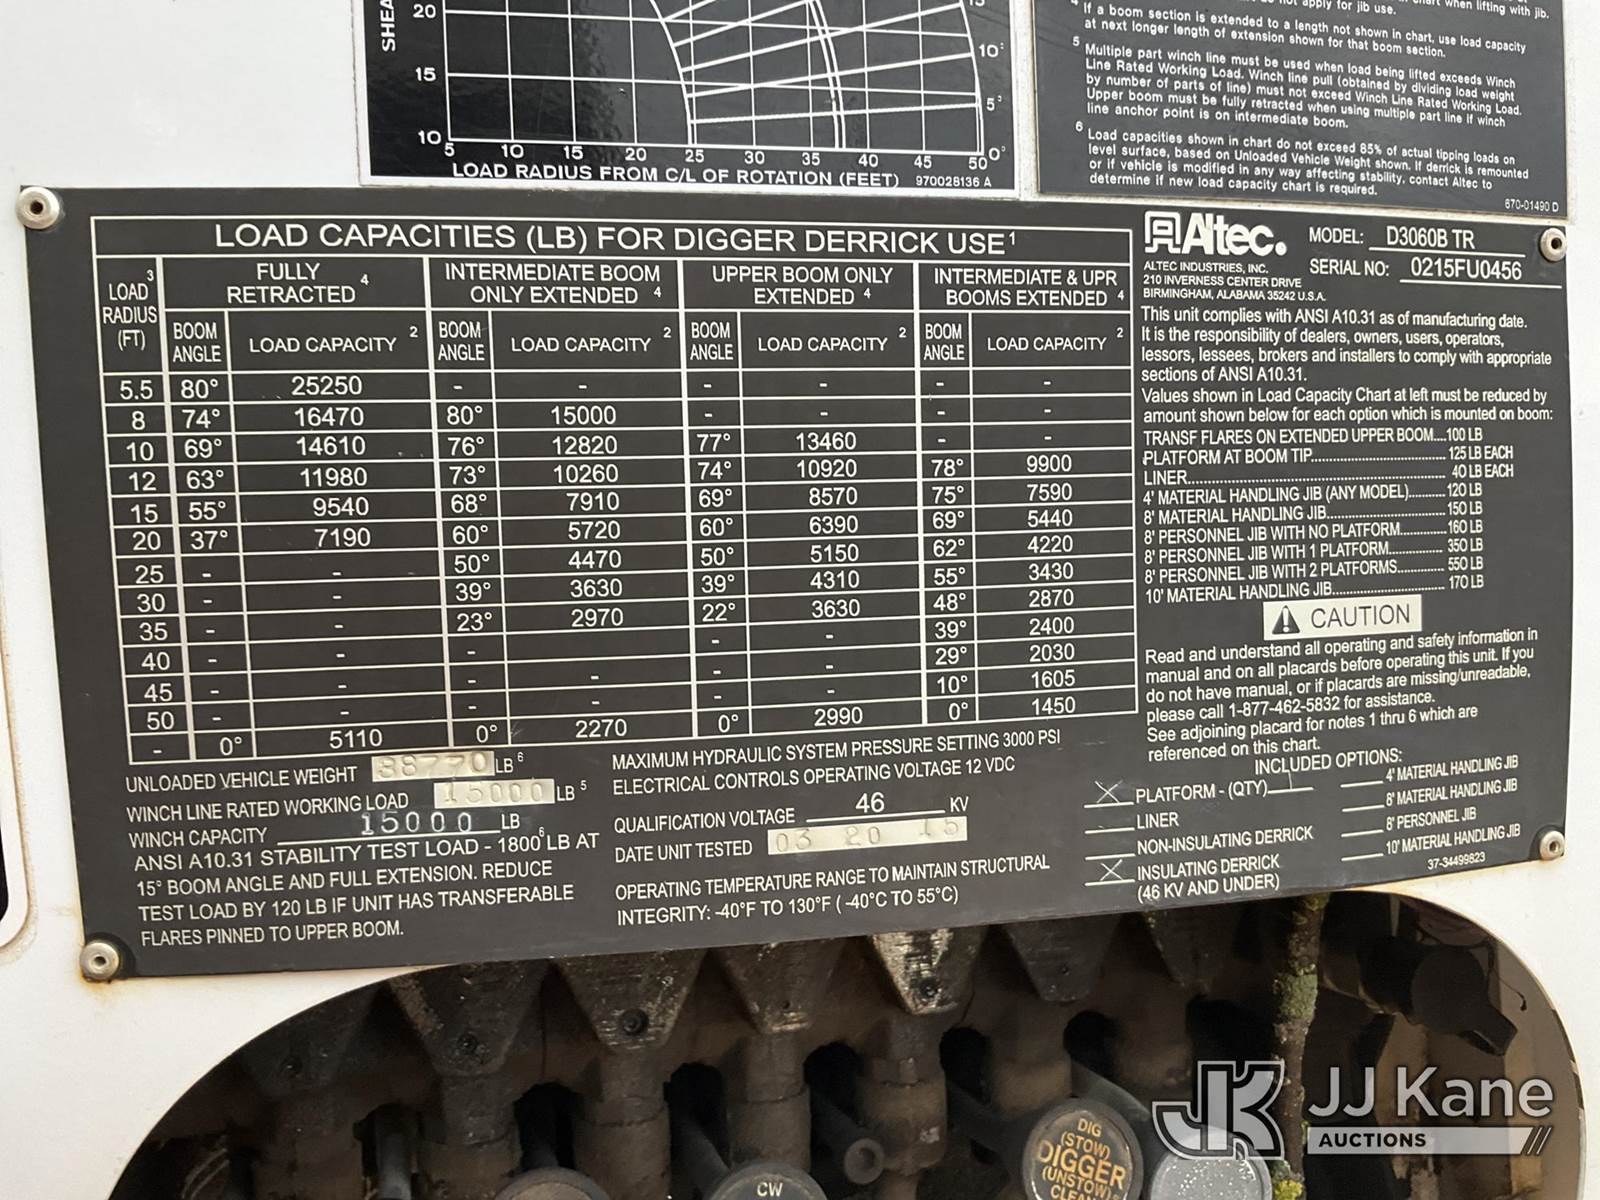 SHEA
20
15
10
5 10 15 20 25 30 35 40 45 50
10°
5°
0°
LOAD RADIUS FROM C/L OF ROTATION (FEET) 970028136 A
apply for jib use.
chart when lifting with jib.
4 If a boom section is extended to a length not shown in chart, use load capacity
at next longer length of extension shown for that boom section.
5 Multiple part winch line must be used when load being lifted exceeds Winch
Line Rated Working Load. Winch line pull (obtained by dividing load weight
by number of parts of line) must not exceed Winch Line Rated Working Load.
Upper boom must be fully retracted when using multiple part line if winch
line anchor point is on intermediate boom.
6 Load capacities shown in chart do not exceed 85% of actual tipping loads on
level surface, based on Unloaded Vehicle Weight shown. If derrick is remounted
or if vehicle is modified in any way affecting stability, contact Altec to
determine if new load capacity chart is required.
670-01490 D
LOAD CAPACITIES (LB) FOR DIGGER DERRICK USE 1
LOAD RADIUS (FT) 3
FULLY RETRACTED 4
INTERMEDIATE BOOM ONLY EXTENDED 4
UPPER BOOM ONLY EXTENDED 4
INTERMEDIATE & UPR BOOMS EXTENDED 4
BOOM ANGLE LOAD CAPACITY 2 BOOM ANGLE LOAD CAPACITY 2 BOOM ANGLE LOAD CAPACITY 2 BOOM ANGLE LOAD CAPACITY 2
5.5 80° 25250 - - - - - -
8 74° 16470 80° 15000 - - - -
10 69° 14610 76° 12820 77° 13460 - -
12 63° 11980 73° 10260 74° 10920 78° 9900
15 55° 9540 68° 7910 69° 8570 75° 7590
20 37° 7190 60° 5720 60° 6390 69° 5440
25 - - 50° 4470 50° 5150 62° 4220
30 - - 39° 3630 39° 4310 55° 3430
35 - - 23° 2970 22° 3630 48° 2870
40 - - - - - - 39° 2400
45 - - - - - - 29° 2030
50 - - - - - - 10° 1605
- 0° 5110 0° 2270 0° 2990 0° 1450
UNLOADED VEHICLE WEIGHT 38770 LB 6
WINCH LINE RATED WORKING LOAD 15000 LB 5
WINCH CAPACITY 15000 LB
ANSI A10.31 STABILITY TEST LOAD - 1800 6 LB AT
15° BOOM ANGLE AND FULL EXTENSION. REDUCE
TEST LOAD BY 120 LB IF UNIT HAS TRANSFERABLE
FLARES PINNED TO UPPER BOOM.
MAXIMUM HYDRAULIC SYSTEM PRESSURE SETTING 3000 PSI
ELECTRICAL CONTROLS OPERATING VOLTAGE 12 VDC
QUALIFICATION VOLTAGE 46 KV
DATE UNIT TESTED 03 20 15
OPERATING TEMPERATURE RANGE TO MAINTAIN STRUCTURAL
INTEGRITY: -40°F TO 130°F ( -40°C TO 55°C)
Altec.
MODEL: D3060B TR
SERIAL NO: 0215FU0456
ALTEC INDUSTRIES, INC.
210 INVERNESS CENTER DRIVE
BIRMINGHAM, ALABAMA 35242 U.S.A.
This unit complies with ANSI A10.31 as of manufacturing date.
It is the responsibility of dealers, owners, users, operators,
lessors, lessees, brokers and installers to comply with appropriate
sections of ANSI A10.31.
Values shown in Load Capacity Chart at left must be reduced by
amount shown below for each option which is mounted on boom:
TRANSF FLARES ON EXTENDED UPPER BOOM....100 LB
PLATFORM AT BOOM TIP.......................... 125 LB EACH
LINER.......................... 40 LB EACH
4' MATERIAL HANDLING JIB (ANY MODEL)..........120 LB
8' MATERIAL HANDLING JIB.......................150 LB
8' PERSONNEL JIB WITH NO PLATFORM...........160 LB
8' PERSONNEL JIB WITH 1 PLATFORM............. 350 LB
8' PERSONNEL JIB WITH 2 PLATFORMS........... 550 LB
10' MATERIAL HANDLING JIB....................... 170 LB
CAUTION
Read and understand all operating and safety information in
manual and on all placards before operating this unit. If you
do not have manual, or if placards are missing/unreadable,
please call 1-877-462-5832 for assistance.
See adjoining placard for notes 1 thru 6 which are
referenced on this chart.
INCLUDED OPTIONS:
X PLATFORM - (QTY) 1
LINER
NON-INSULATING DERRICK
X INSULATING DERRICK
(46 KV AND UNDER)
4' MATERIAL HANDLING JIB
8' MATERIAL HANDLING JIB
8' PERSONNEL JIB
10' MATERIAL HANDLING JIB
37-34499823
DIG
(STOW)
DIGGER
(UNSTOW)
CLEAN
CW
JK JJ Kane
AUCTIONS